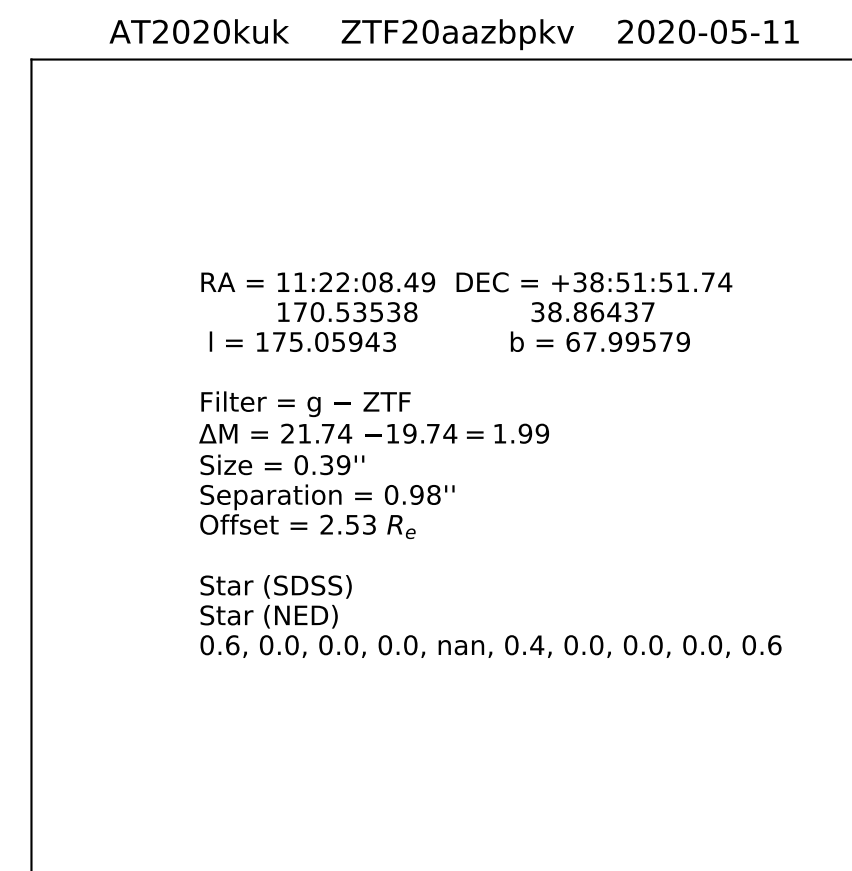 AT2020kuk ZTF20aazbpkv 2020-05-11
RA = 11:22:08.49 DEC = +38:51:51.74
170.53538 38.86437
l = 175.05943 b = 67.99579
Filter = g − ZTF
ΔM = 21.74 −19.74 = 1.99
Size = 0.39''
Separation = 0.98''
Offset = 2.53 Rₑ
Star (SDSS)
Star (NED)
0.6, 0.0, 0.0, 0.0, nan, 0.4, 0.0, 0.0, 0.0, 0.6